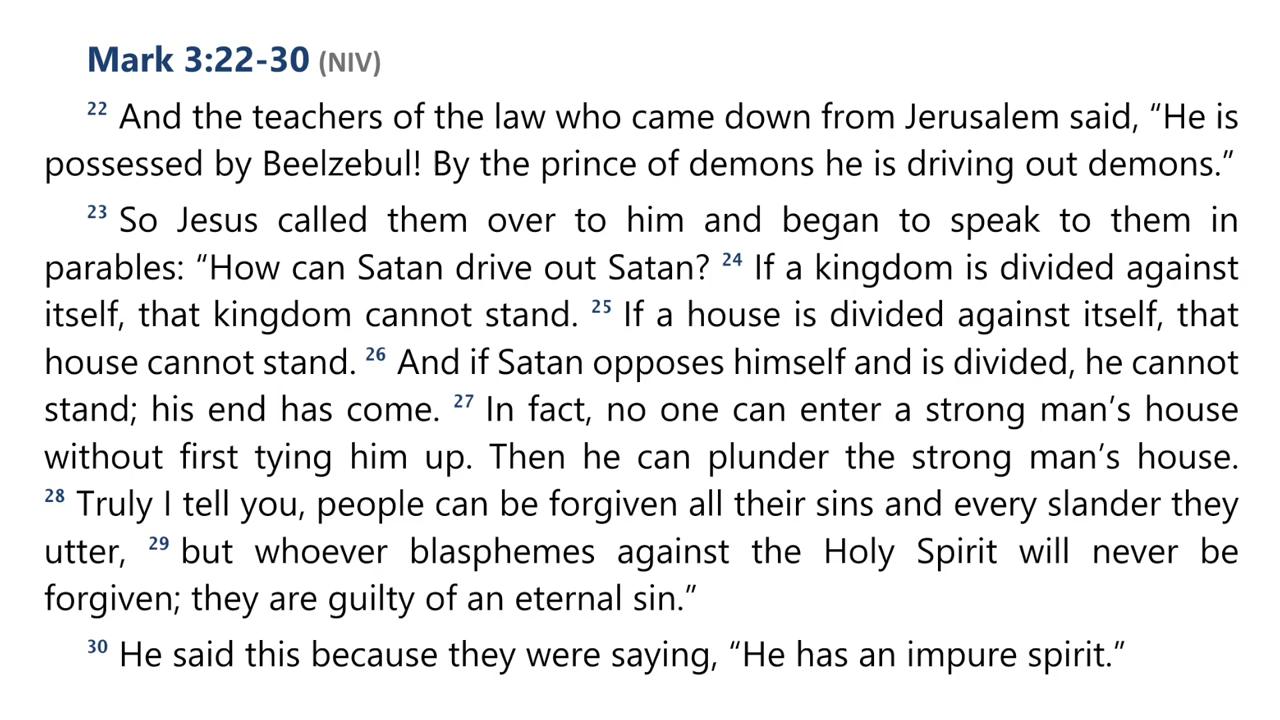 Mark 3:22-30 (NIV)
22 And the teachers of the law who came down from Jerusalem said, “He is
possessed by Beelzebul! By the prince of demons he is driving out demons.”
23 So Jesus called them over to him and began to speak to them in
parables: “How can Satan drive out Satan? 24 If a kingdom is divided against
itself, that kingdom cannot stand. 25 If a house is divided against itself, that
house cannot stand. 26 And if Satan opposes himself and is divided, he cannot
stand; his end has come. 27 In fact, no one can enter a strong man’s house
without first tying him up. Then he can plunder the strong man’s house.
28 Truly I tell you, people can be forgiven all their sins and every slander they
utter, 29 but whoever blasphemes against the Holy Spirit will never be
forgiven; they are guilty of an eternal sin.”
30 He said this because they were saying, “He has an impure spirit.”